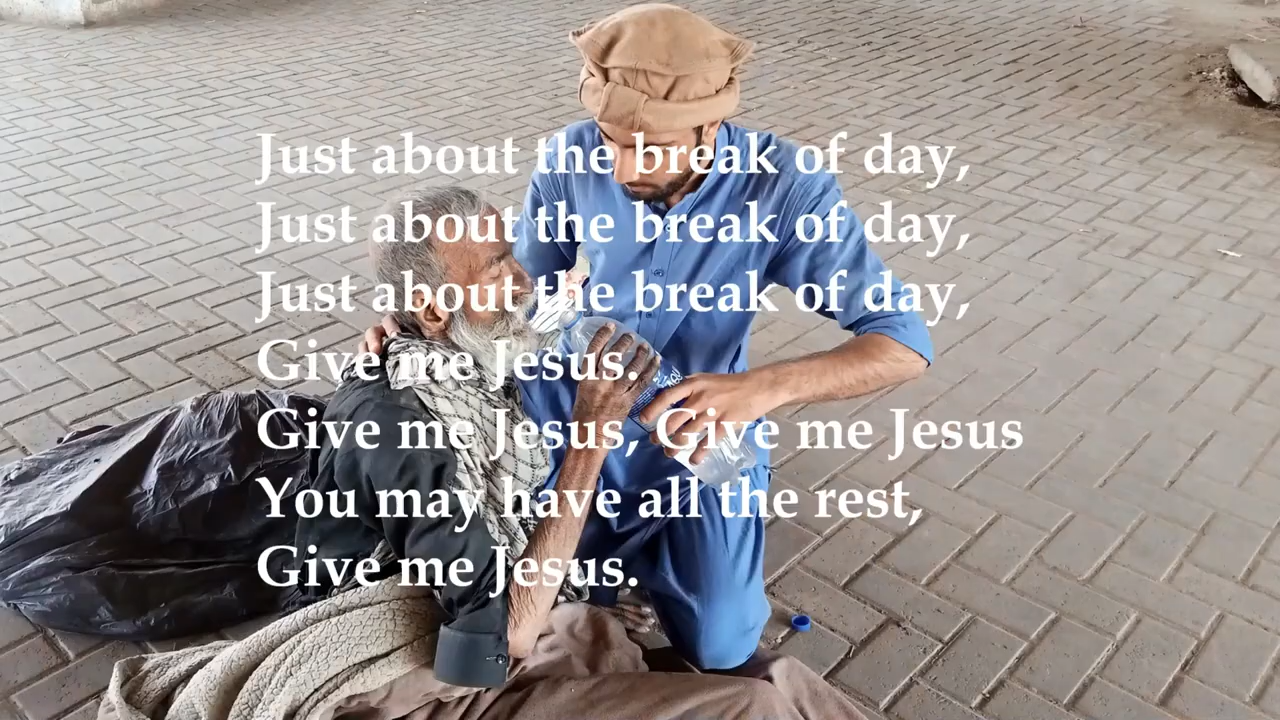 Just about the break of day,
Just about the break of day,
Just about the break of day,
Give me Jesus.
Give me Jesus, Give me Jesus
You may have all the rest,
Give me Jesus.